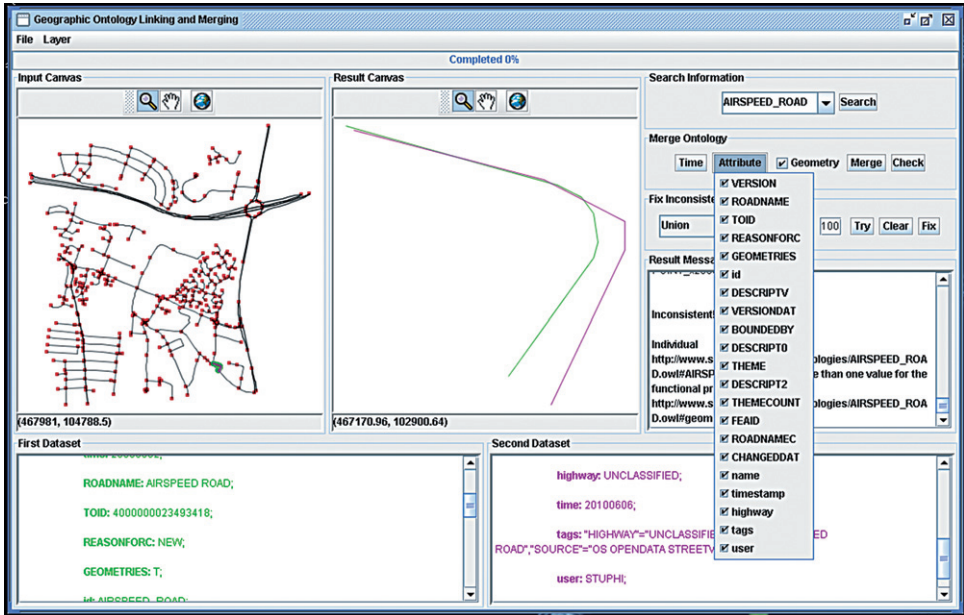 Geographic Ontology Linking and Merging
File Layer
Completed 0%
Input Canvas
Result Canvas
Search Information
AIRSPEED_ROAD Search
Merge Ontology
Time Attribute Geometry Merge Check
VERSION
ROADNAME
TOID
REASONFORC
GEOMETRIES
id
DESCRIPTV
VERSIONDAT
BOUNDEDBY
DESCRIPT0
THEME
DESCRIPT2
THEMECOUNT
FEAID
ROADNAMEC
CHANGEDDAT
name
timestamp
highway
tags
user
Fix Inconsiste
Union 100 Try Clear Fix
Result Messa
Inconsistent
Individual
http://www.s ologies/AIRSPEED_ROA
D.owl#AIRSP e than one value for the
functional pr
http://www.s ologies/AIRSPEED_ROA
D.owl#geom
(467981, 104788.5)
(467170.96, 102900.64)
First Dataset
ROADNAME: AIRSPEED ROAD;
TOID: 4000000023493418;
REASONFORC: NEW;
GEOMETRIES: T;
id: AIRSPEED_ROAD;
Second Dataset
highway: UNCLASSIFIED;
time: 20100606;
tags: "HIGHWAY"="UNCLASSIFIE ED
ROAD","SOURCE"="OS OPENDATA STREETV
user: STUPHI;